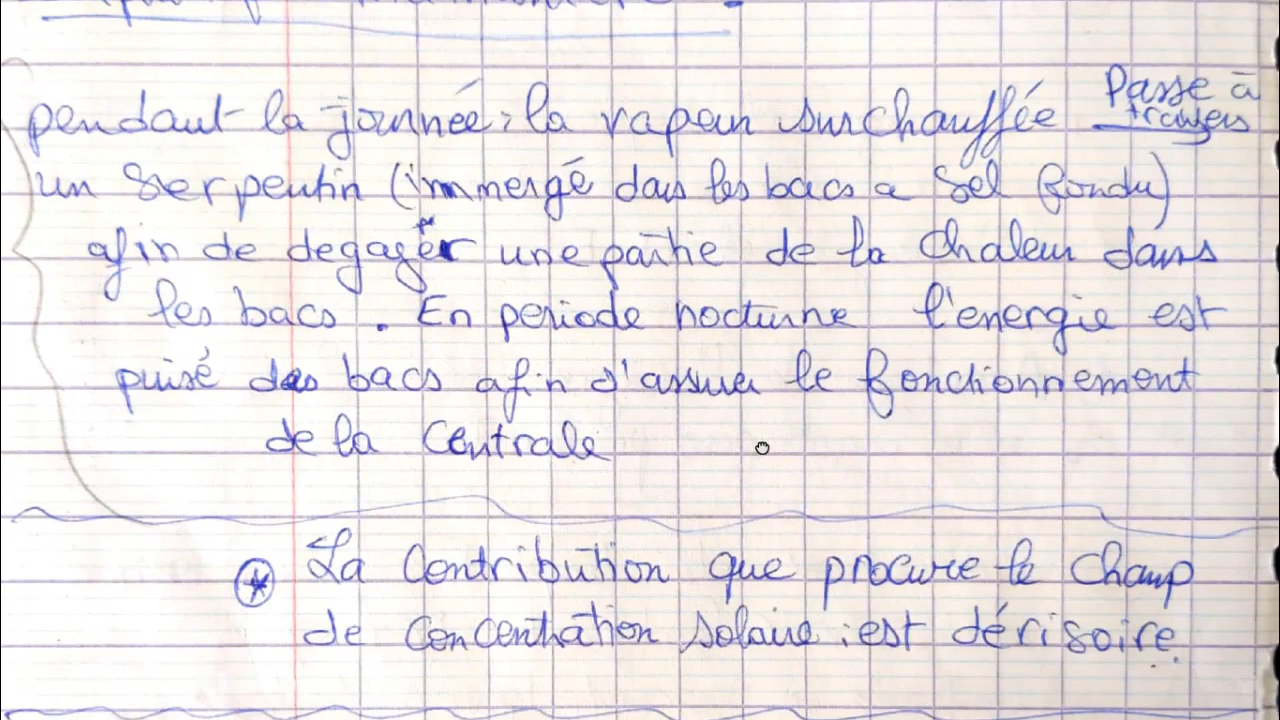 pendant la journée, la vapeur surchauffée Passe à
travers
un serpentin (immergé dans les bacs a sel fondu)
afin de degager une partie de la chaleur dans
les bacs . En periode nocturne l'energie est
puisé des bacs afin d'assurer le fonctionnement
de la Centrale
La Contribution que procure le Champ
de Concentration solaire est dérisoire.